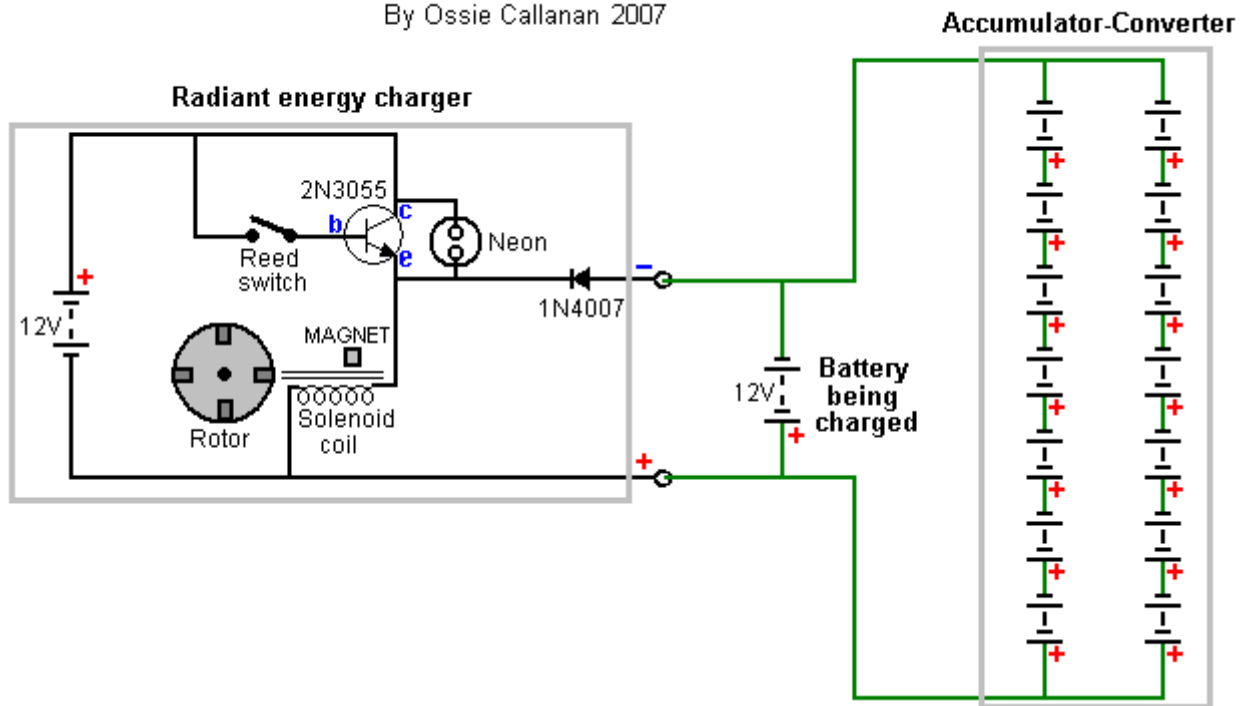 By Ossie Callanan 2007
Accumulator-Converter
Radiant energy charger
2N3055
c
b
e
Neon
Reed
switch
+
12V
1N4007
−
MAGNET
Rotor
Solenoid
coil
+
12V
+
Battery
being
charged
+
+
+
+
+
+
+
+
+
+
+
+
+
+